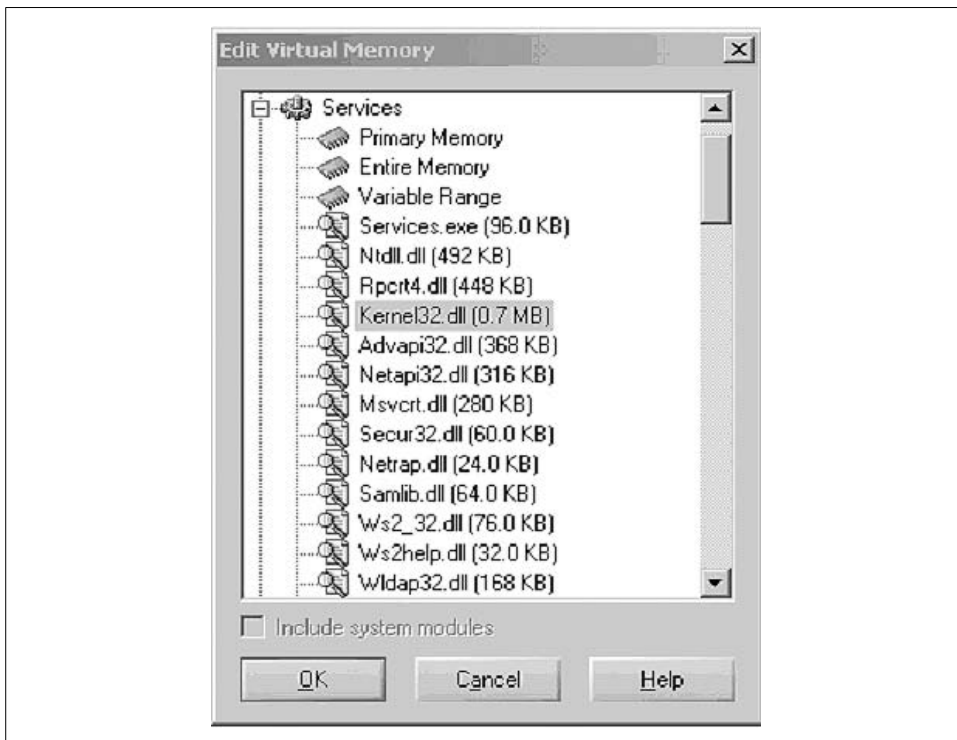 Edit Virtual Memory
Services
Primary Memory
Entire Memory
Variable Range
Services.exe (96.0 KB)
Ntdll.dll (492 KB)
Rpcrt4.dll (448 KB)
Kernel32.dll (0.7 MB)
Advapi32.dll (368 KB)
Netapi32.dll (316 KB)
Msvcrt.dll (280 KB)
Secur32.dll (60.0 KB)
Netrap.dll (24.0 KB)
Samlib.dll (64.0 KB)
Ws2_32.dll (76.0 KB)
Ws2help.dll (32.0 KB)
Wldap32.dll (168 KB)
Include system modules
OK Cancel Help